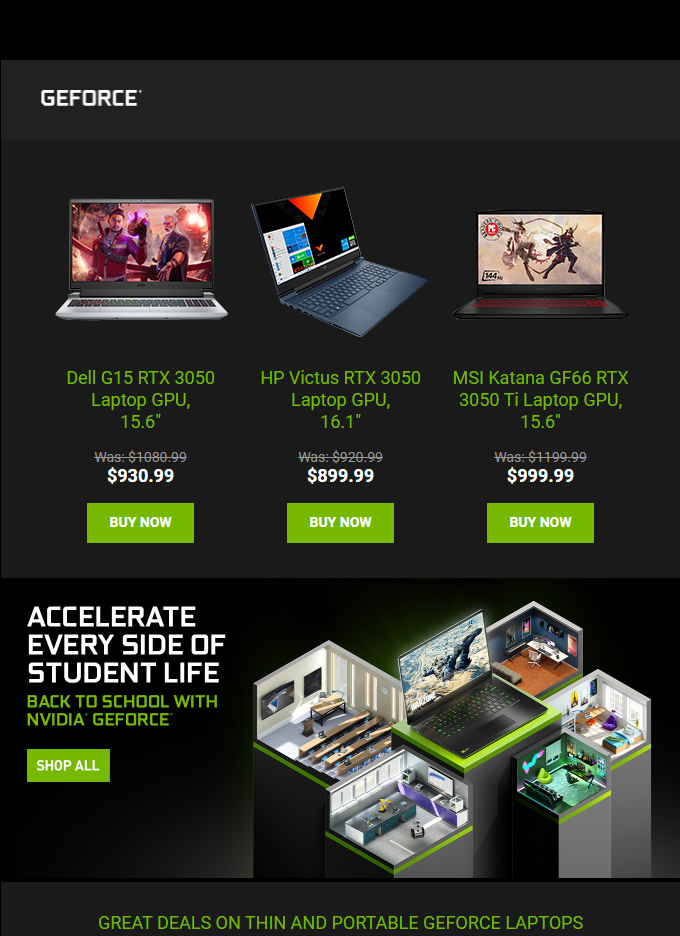 GEFORCE
144Hz
Dell G15 RTX 3050
Laptop GPU,
15.6"
Was: $1080.99
$930.99
BUY NOW
HP Victus RTX 3050
Laptop GPU,
16.1"
Was: $920.99
$899.99
BUY NOW
MSI Katana GF66 RTX
3050 Ti Laptop GPU,
15.6"
Was: $1199.99
$999.99
BUY NOW
ACCELERATE
EVERY SIDE OF
STUDENT LIFE
BACK TO SCHOOL WITH
NVIDIA® GEFORCE®
SHOP ALL
WARZONE
GREAT DEALS ON THIN AND PORTABLE GEFORCE LAPTOPS